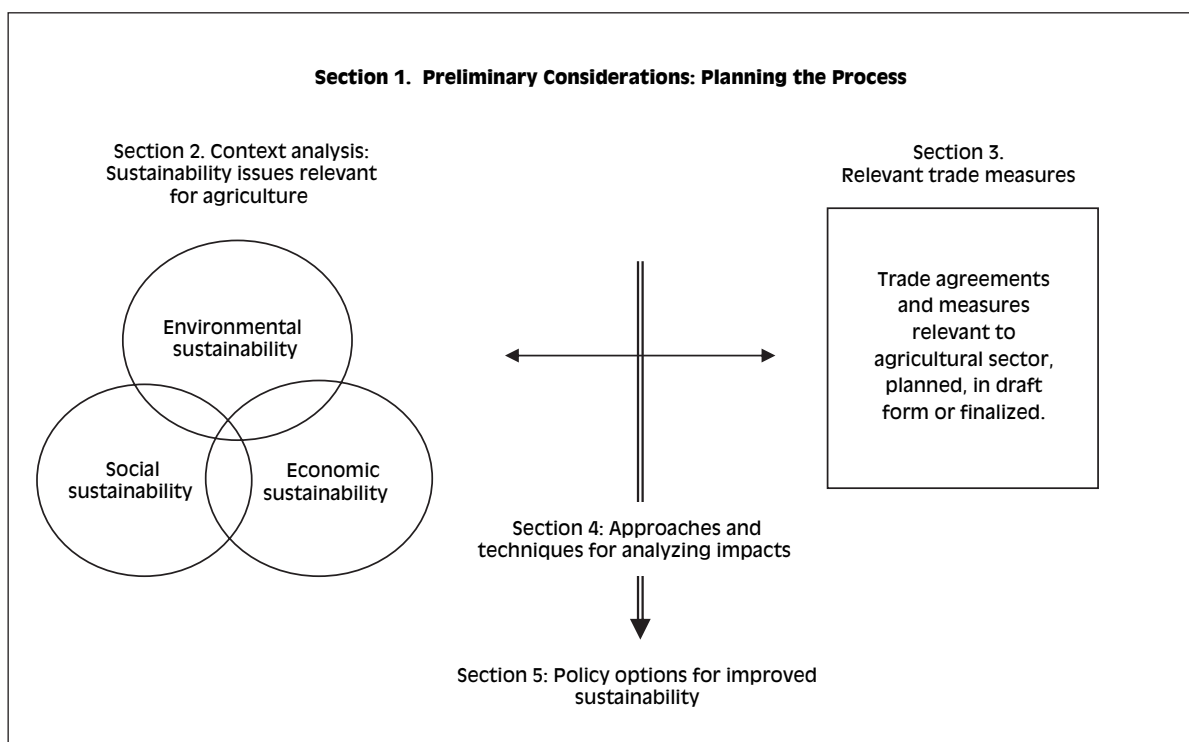 Section 1.  Preliminary Considerations: Planning the Process
Section 2. Context analysis:
Sustainability issues relevant
for agriculture
Environmental
sustainability
Social
sustainability
Economic
sustainability
Section 3.
Relevant trade measures
Trade agreements
and measures
relevant to
agricultural sector,
planned, in draft
form or finalized.
Section 4: Approaches and
techniques for analyzing impacts
Section 5: Policy options for improved
sustainability